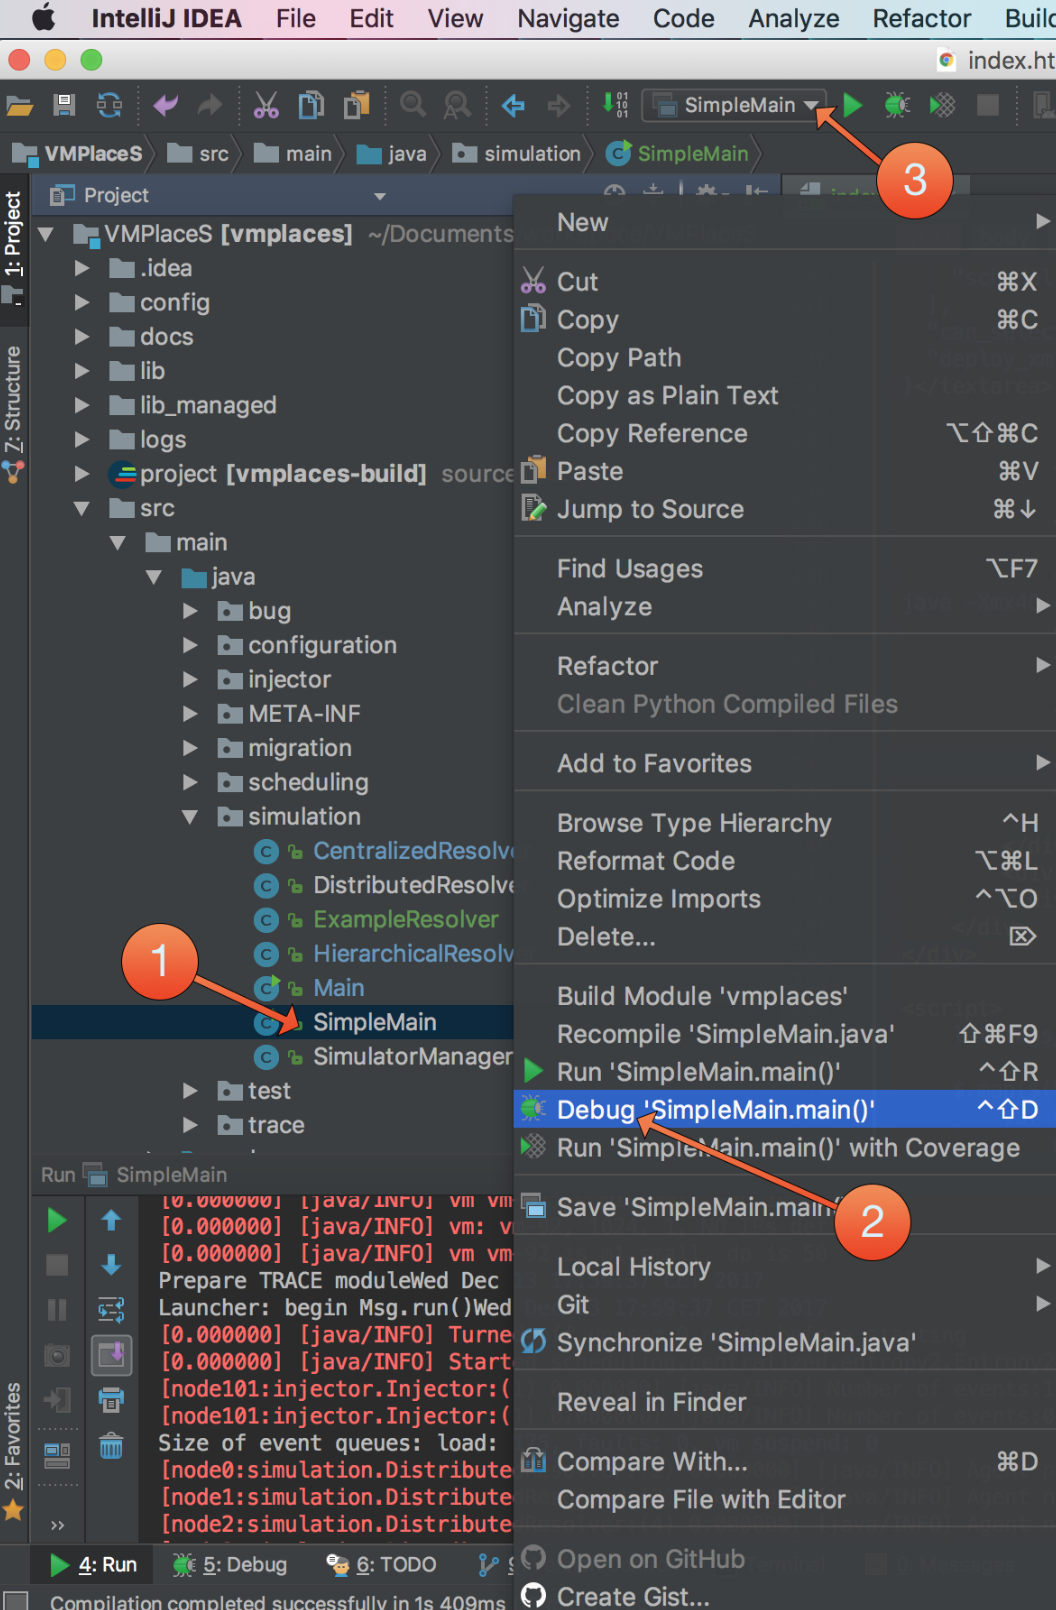 IntelliJ IDEA File Edit View Navigate Code Analyze Refactor Build
index.ht
SimpleMain
VMPlaceS src main java simulation SimpleMain
3
Project
1: Project
VMPlaceS [vmplaces] ~/Documents
.idea
config
docs
lib
lib_managed
logs
project [vmplaces-build] source
src
main
java
bug
configuration
injector
META-INF
migration
scheduling
simulation
CentralizedResolve
DistributedResolve
ExampleResolver
HierarchicalResolve
Main
SimpleMain
SimulatorManager
test
trace
Z: Structure
2: Favorites
1
New
Cut ⌘X
Copy ⌘C
Copy Path
Copy as Plain Text
Copy Reference ⌥⇧⌘C
Paste ⌘V
Jump to Source ⌘↓
Find Usages ⌥F7
Analyze
Refactor
Clean Python Compiled Files
Add to Favorites
Browse Type Hierarchy ^H
Reformat Code ⌥⌘L
Optimize Imports ^⌥O
Delete... ⌦
Build Module 'vmplaces'
Recompile 'SimpleMain.java' ⇧⌘F9
Run 'SimpleMain.main()' ^⇧R
Debug 'SimpleMain.main()' ^⇧D
Run 'SimpleMain.main()' with Coverage
Save 'SimpleMain.main()
2
Local History
Git
Synchronize 'SimpleMain.java'
Reveal in Finder
Compare With... ⌘D
Compare File with Editor
Open on GitHub
Create Gist...
Run SimpleMain
[0.000000] [java/INFO] vm vm
[0.000000] [java/INFO] vm: v
[0.000000] [java/INFO] vm vm
Prepare TRACE moduleWed Dec
Launcher: begin Msg.run()Wed
[0.000000] [java/INFO] Turne
[0.000000] [java/INFO] Start
[node101:injector.Injector:(
[node101:injector.Injector:(
Size of event queues: load:
[node0:simulation.Distribute
[node1:simulation.Distribute
[node2:simulation.Distribute
4: Run 5: Debug 6: TODO
Compilation completed successfully in 1s 409ms